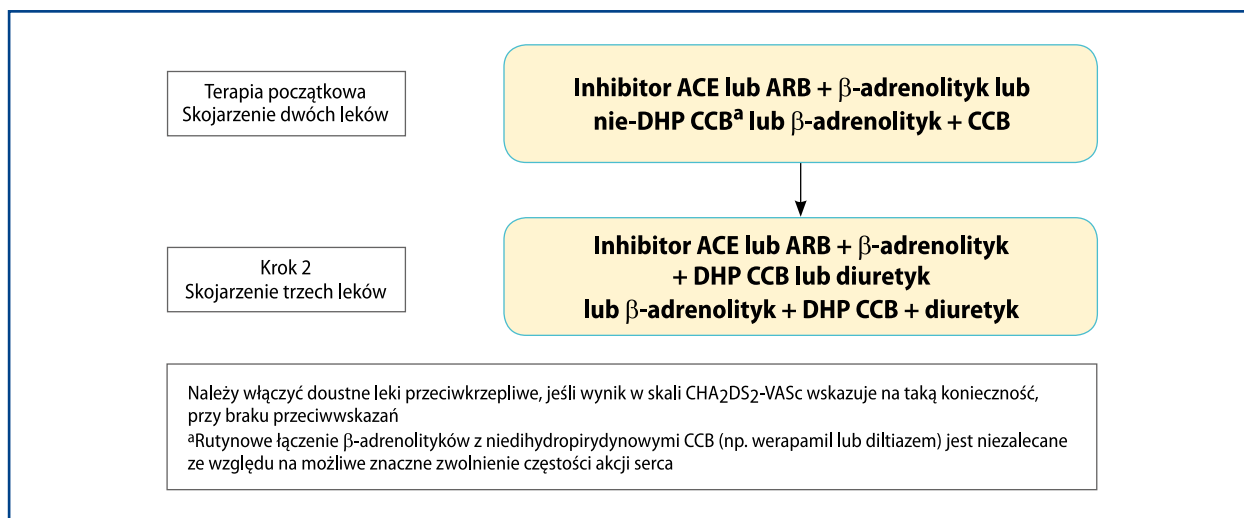 Terapia początkowa
Skojarzenie dwóch leków
Inhibitor ACE lub ARB + β-adrenolityk lub
nie-DHP CCBᵃ lub β-adrenolityk + CCB
Krok 2
Skojarzenie trzech leków
Inhibitor ACE lub ARB + β-adrenolityk
+ DHP CCB lub diuretyk
lub β-adrenolityk + DHP CCB + diuretyk
Należy włączyć doustne leki przeciwkrzepliwe, jeśli wynik w skali CHA₂DS₂-VASc wskazuje na taką konieczność,
przy braku przeciwwskazań
ᵃRutynowe łączenie β-adrenolityków z niedihydropirydynowymi CCB (np. werapamil lub diltiazem) jest niezalecane
ze względu na możliwe znaczne zwolnienie częstości akcji serca